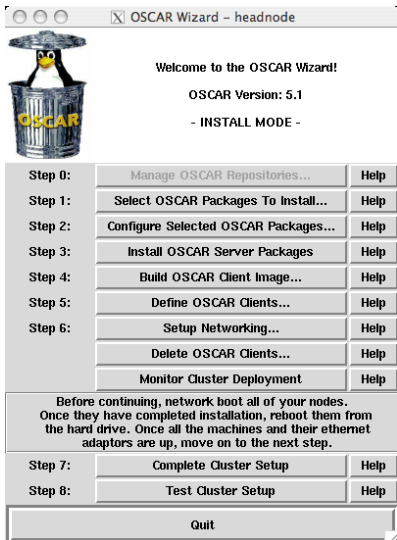 X OSCAR Wizard – headnode
OSCAR
Welcome to the OSCAR Wizard!
OSCAR Version: 5.1
- INSTALL MODE -
Step 0: Manage OSCAR Repositories... Help
Step 1: Select OSCAR Packages To Install... Help
Step 2: Configure Selected OSCAR Packages... Help
Step 3: Install OSCAR Server Packages Help
Step 4: Build OSCAR Client Image... Help
Step 5: Define OSCAR Clients... Help
Step 6: Setup Networking... Help
Delete OSCAR Clients... Help
Monitor Cluster Deployment Help
Before continuing, network boot all of your nodes.
Once they have completed installation, reboot them from
the hard drive. Once all the machines and their ethernet
adaptors are up, move on to the next step.
Step 7: Complete Cluster Setup Help
Step 8: Test Cluster Setup Help
Quit